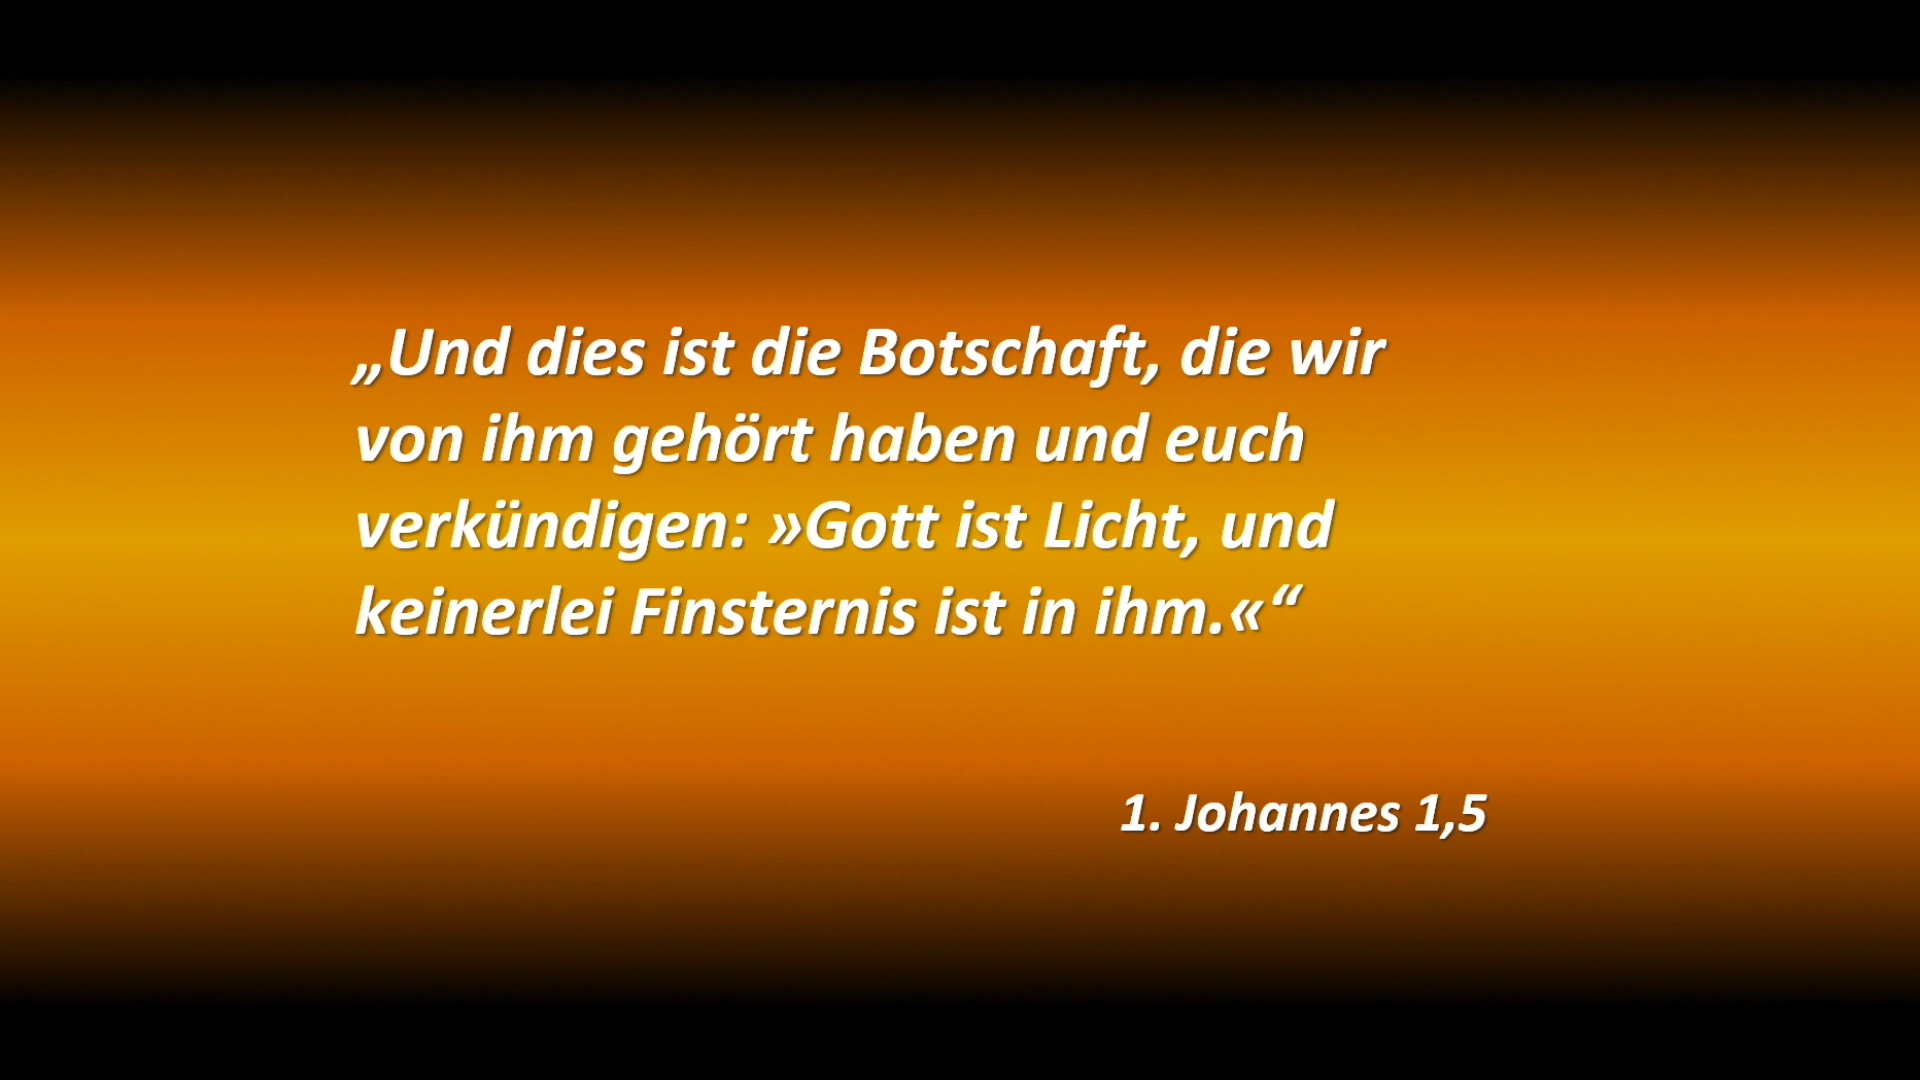 „Und dies ist die Botschaft, die wir
von ihm gehört haben und euch
verkündigen: »Gott ist Licht, und
keinerlei Finsternis ist in ihm.«“
1. Johannes 1,5